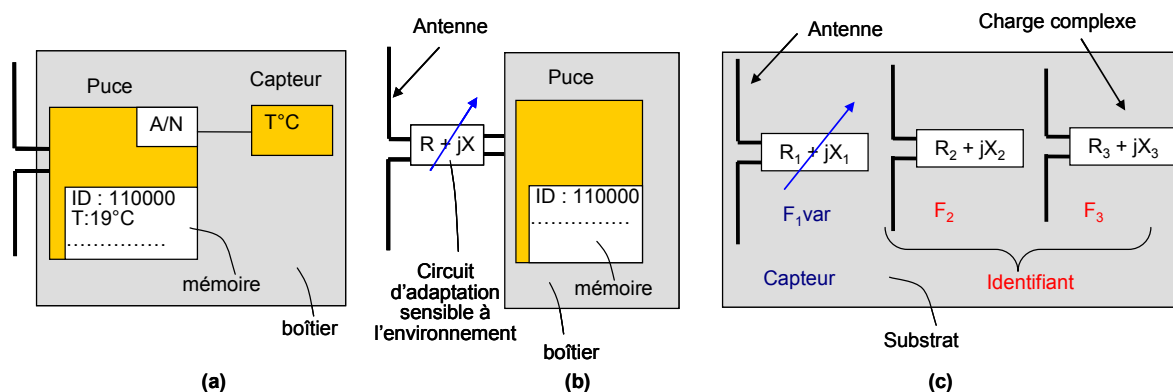 Puce
Capteur
A/N
T°C
ID : 110000
T:19°C
...............
mémoire
boîtier
(a)
Antenne
R + jX
Puce
ID : 110000
...............
Circuit
d’adaptation
sensible à
l’environnement
mémoire
boîtier
(b)
Antenne
Charge complexe
R1 + jX1
R2 + jX2
R3 + jX3
F1var
F2
F3
Capteur
Identifiant
Substrat
(c)